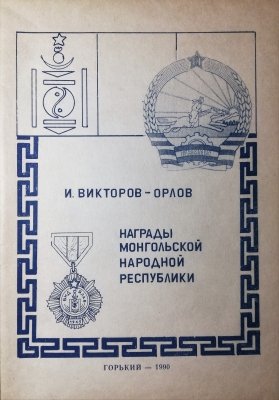 И. ВИКТОРОВ - ОРЛОВ
НАГРАДЫ
МОНГОЛЬСКОЙ
НАРОДНОЙ
РЕСПУБЛИКИ
ГОРЬКИЙ — 1990